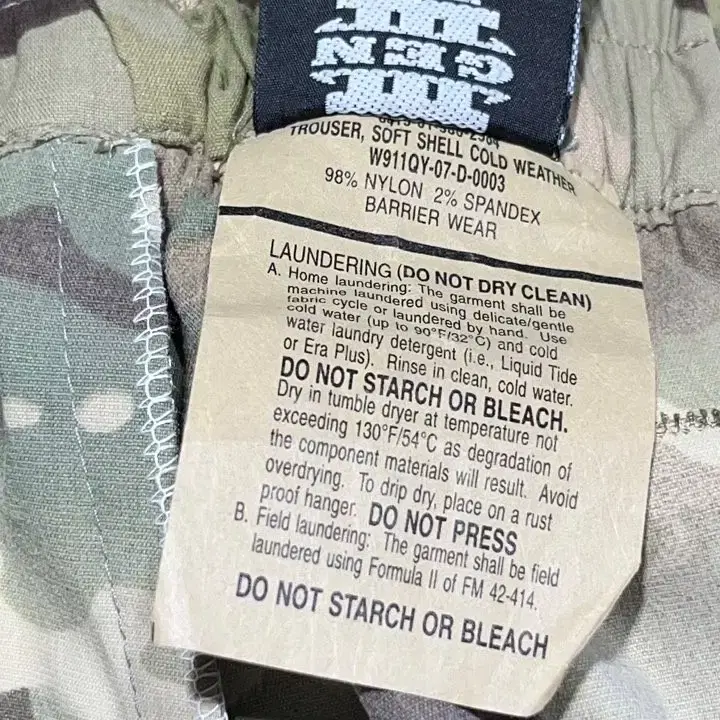 GEN
III
TROUSER, SOFT SHELL COLD WEATHER
W911QY-07-D-0003
98% NYLON 2% SPANDEX
BARRIER WEAR
LAUNDERING (DO NOT DRY CLEAN)
A. Home laundering: The garment shall be
machine laundered using delicate/gentle
fabric cycle or laundered by hand. Use
cold water (up to 90°F/32°C) and cold
water laundry detergent (i.e., Liquid Tide
or Era Plus). Rinse in clean, cold water.
DO NOT STARCH OR BLEACH.
Dry in tumble dryer at temperature not
exceeding 130°F/54°C as degradation of
the component materials will result. Avoid
overdrying. To drip dry, place on a rust
proof hanger. DO NOT PRESS
B. Field laundering: The garment shall be field
laundered using Formula II of FM 42-414.
DO NOT STARCH OR BLEACH